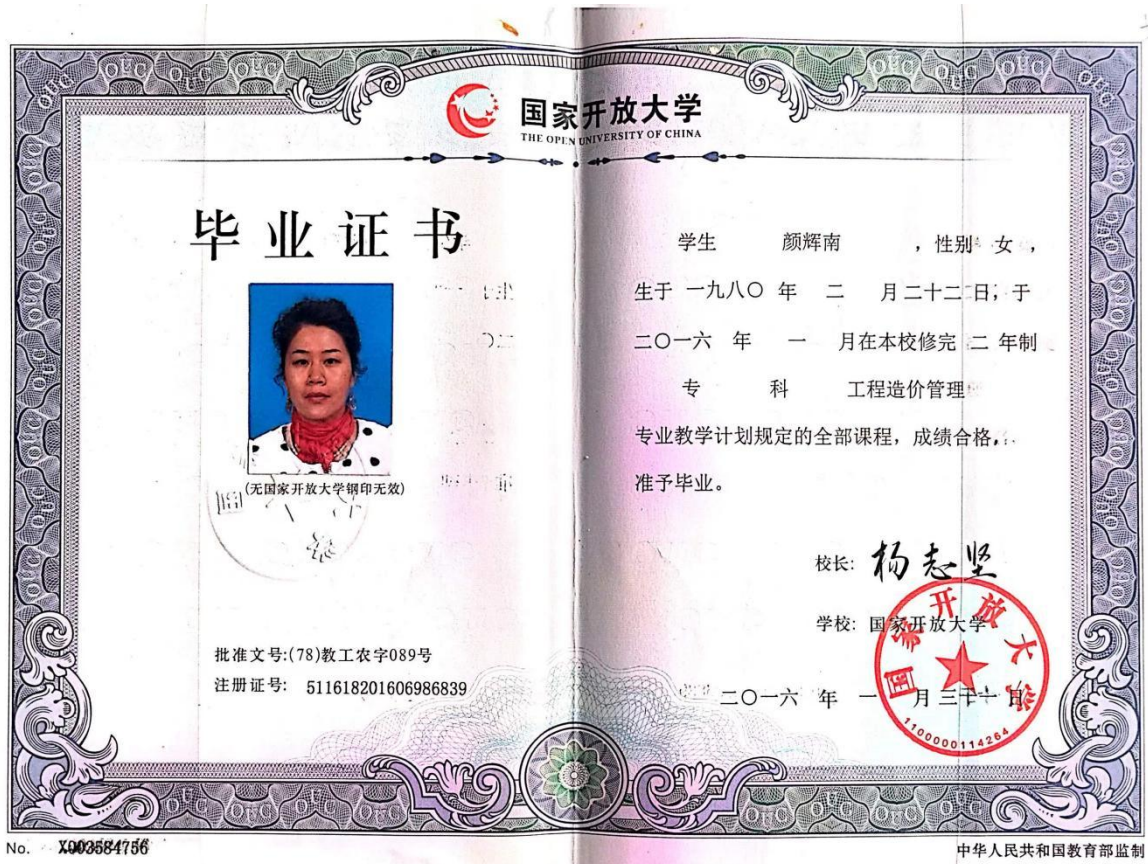 国家开放大学
THE OPEN UNIVERSITY OF CHINA
毕业证书
(无国家开放大学钢印无效)
批准文号:(78)教工农字089号
注册证号: 511618201606986839
学生 颜辉南 ,性别 女 ,
生于 一九八〇 年 二 月二十二日,于
二〇一六 年 一 月在本校修完 二 年制
专 科 工程造价管理
专业教学计划规定的全部课程,成绩合格,
准予毕业。
校长: 杨志坚
学校: 国家开放大学
国家开放大学
1100000114264
二〇一六 年 一 月三十一日
No. X003584756
中华人民共和国教育部监制